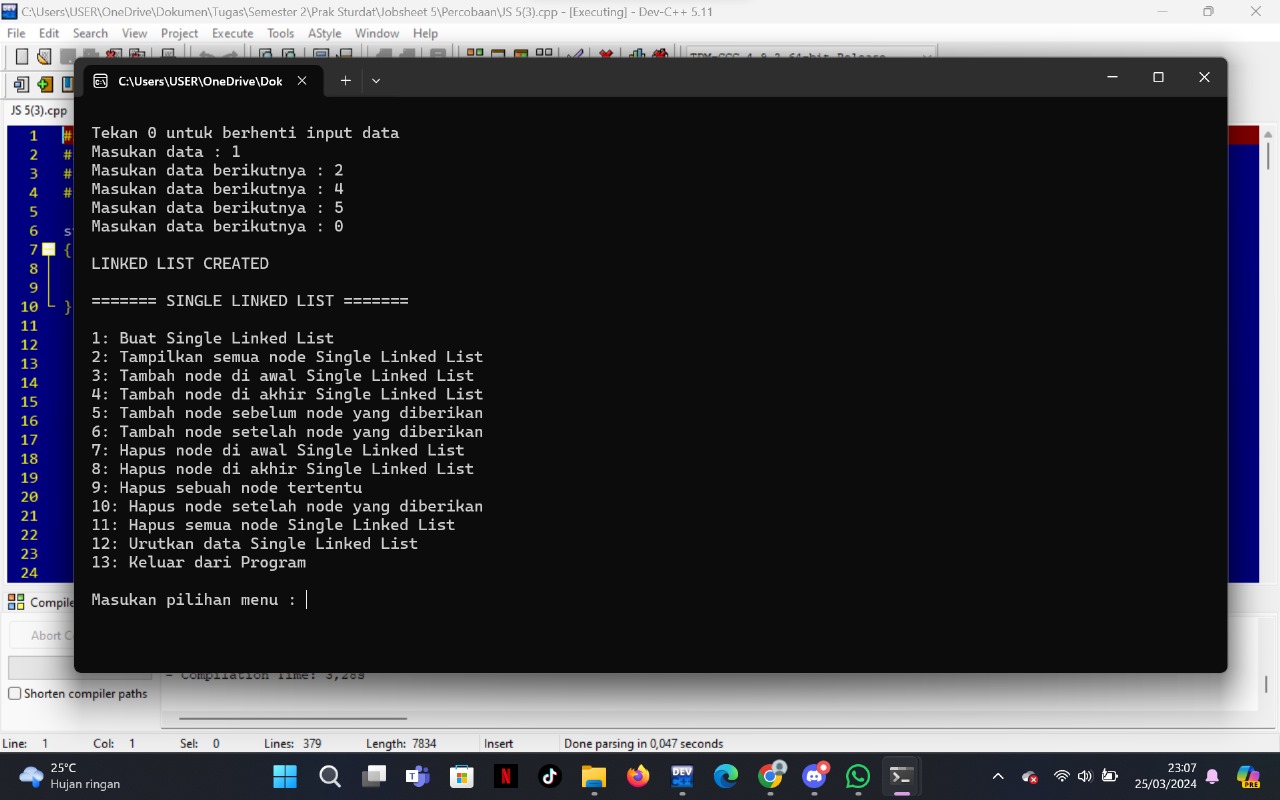 C:\Users\USER\OneDrive\Dokumen\Tugas\Semester 2\Prak Sturdat\Jobsheet 5\Percobaan\JS 5(3).cpp - [Executing] - Dev-C++ 5.11
File Edit Search View Project Execute Tools AStyle Window Help
C:\Users\USER\OneDrive\Dok
JS 5(3).cpp
Tekan 0 untuk berhenti input data
Masukan data : 1
Masukan data berikutnya : 2
Masukan data berikutnya : 4
Masukan data berikutnya : 5
Masukan data berikutnya : 0
LINKED LIST CREATED
======= SINGLE LINKED LIST =======
1: Buat Single Linked List
2: Tampilkan semua node Single Linked List
3: Tambah node di awal Single Linked List
4: Tambah node di akhir Single Linked List
5: Tambah node sebelum node yang diberikan
6: Tambah node setelah node yang diberikan
7: Hapus node di awal Single Linked List
8: Hapus node di akhir Single Linked List
9: Hapus sebuah node tertentu
10: Hapus node setelah node yang diberikan
11: Hapus semua node Single Linked List
12: Urutkan data Single Linked List
13: Keluar dari Program
Masukan pilihan menu :
1 #
2 #
3 #
4 #
5
6 s
7 {
8
9
10 }
11
12
13
14
15
16
17
18
19
20
21
22
23
24
Compile
Abort C
- Compilation Time: 3,28s
Shorten compiler paths
Line: 1 Col: 1 Sel: 0 Lines: 379 Length: 7834 Insert Done parsing in 0,047 seconds
25°C
Hujan ringan
DEV
PRE
23:07
25/03/2024